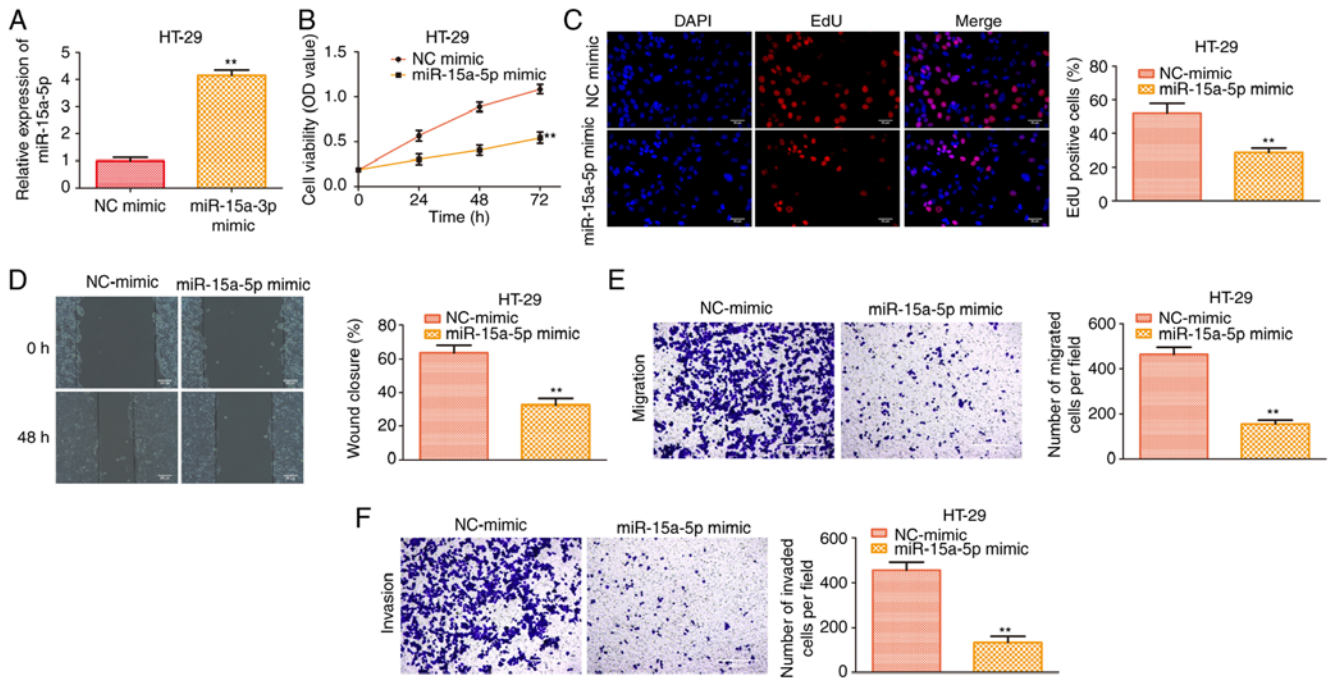 A
HT-29
Relative expression of
miR-15a-5p
5
4
3
2
1
0
**
NC mimic
miR-15a-3p
mimic
B
HT-29
NC mimic
miR-15a-5p mimic
Cell viability (OD value)
1.5
1.0
0.5
0
**
0
24
48
72
Time (h)
C
DAPI
EdU
Merge
NC mimic
miR-15a-5p mimic
HT-29
NC-mimic
miR-15a-5p mimic
EdU positive cells (%)
80
60
40
20
0
**
D
NC-mimic
miR-15a-5p mimic
0 h
48 h
HT-29
NC-mimic
miR-15a-5p mimic
Wound closure (%)
80
60
40
20
0
**
E
NC-mimic
miR-15a-5p mimic
Migration
HT-29
NC-mimic
miR-15a-5p mimic
Number of migrated
cells per field
600
400
200
0
**
F
NC-mimic
miR-15a-5p mimic
Invasion
HT-29
NC-mimic
miR-15a-5p mimic
Number of invaded
cells per field
600
400
200
0
**